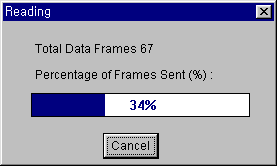 Reading
Total Data Frames 67
Percentage of Frames Sent (%) :
34%
Cancel